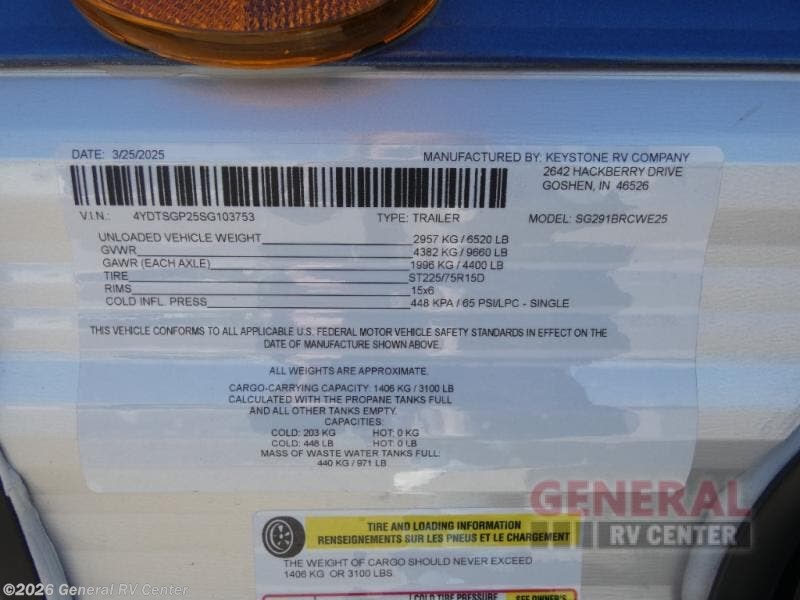 DATE: 3/25/2025
MANUFACTURED BY: KEYSTONE RV COMPANY
2642 HACKBERRY DRIVE
GOSHEN, IN 46526
V.I.N.: 4YDTSGP25SG103753 TYPE: TRAILER MODEL: SG291BRCWE25
UNLOADED VEHICLE WEIGHT 2957 KG / 6520 LB
GVWR 4382 KG / 9660 LB
GAWR (EACH AXLE) 1996 KG / 4400 LB
TIRE ST225/75R15D
RIMS 15x6
COLD INFL. PRESS 448 KPA / 65 PSI/LPC - SINGLE
THIS VEHICLE CONFORMS TO ALL APPLICABLE U.S. FEDERAL MOTOR VEHICLE SAFETY STANDARDS IN EFFECT ON THE
DATE OF MANUFACTURE SHOWN ABOVE.
ALL WEIGHTS ARE APPROXIMATE.
CARGO-CARRYING CAPACITY: 1406 KG / 3100 LB
CALCULATED WITH THE PROPANE TANKS FULL
AND ALL OTHER TANKS EMPTY.
CAPACITIES:
COLD: 203 KG HOT: 0 KG
COLD: 448 LB HOT: 0 LB
MASS OF WASTE WATER TANKS FULL:
440 KG / 971 LB
GENERAL
RV CENTER
TIRE AND LOADING INFORMATION
RENSEIGNEMENTS SUR LES PNEUS ET LE CHARGEMENT
THE WEIGHT OF CARGO SHOULD NEVER EXCEED
1406 KG OR 3100 LBS.
COLD TIRE PRESSURE SEE OWNER'S
©2026 General RV Center